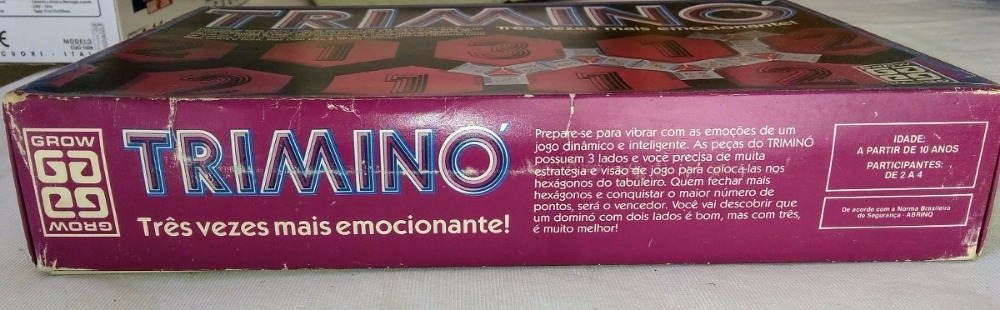 TRIMINÓ
Três vezes mais emocionante!
MODELO
CUORI - ITAL
GROW
GROW
TRIMINÓ
Três vezes mais emocionante!
Prepare-se para vibrar com as emoções de um
jogo dinâmico e inteligente. As peças do TRIMINÓ
possuem 3 lados e você precisa de muita
estratégia e visão de jogo para colocá-las nos
hexágonos do tabuleiro. Quem fechar mais
hexágonos e conquistar o maior número de
pontos, será o vencedor. Você vai descobrir que
um dominó com dois lados é bom, mas com três,
é muito melhor!
IDADE:
A PARTIR DE 10 ANOS
PARTICIPANTES:
DE 2 A 4
De acordo com a Norma Brasileira
de Segurança - ABRINQ